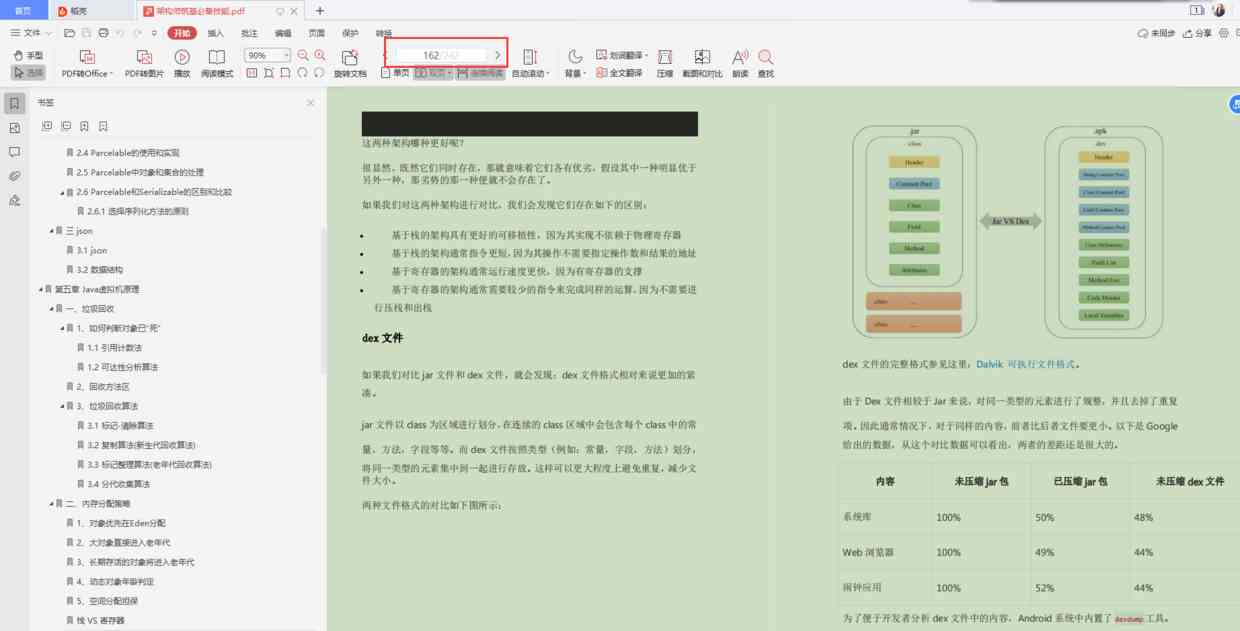 首页
稻壳
架构师筑基必备技能.pdf
文件
开始
插入
批注
编辑
页面
保护
转换
未同步
分享
手型
选择
PDF转Office
PDF转图片
播放
阅读模式
90%
旋转文档
162/242
单页
双页
连续阅读
自动滚动
背景
划词翻译
全文翻译
压缩
截图和对比
朗读
查找
书签
2.4 Parcelable的使用和实现
2.5 Parcelable中对象和集合的处理
2.6 Parcelable和Serializable的区别和比较
2.6.1 选择序列化方法的原则
三 json
3.1 json
3.2 数据结构
第五章 Java虚拟机原理
一、垃圾回收
1、如何判断对象已“死”
1.1 引用计数法
1.2 可达性分析算法
2、回收方法区
3、垃圾回收算法
3.1 标记-清除算法
3.2 复制算法(新生代回收算法)
3.3 标记整理算法(老年代回收算法)
3.4 分代收集算法
二、内存分配策略
1、对象优先在Eden分配
2、大对象直接进入老年代
3、长期存活的对象将进入老年代
4、动态对象年龄判定
5、空间分配担保
栈 VS 寄存器
这两种架构哪种更好呢?
很显然，既然它们同时存在，那就意味着它们各有优劣，假设其中一种明显优于
另外一种，那劣势的那一种便就不会存在了。
如果我们对这两种架构进行对比，我们会发现它们存在如下的区别：
• 基于栈的架构具有更好的可移植性，因为其实现不依赖于物理寄存器
• 基于栈的架构通常指令更短，因为其操作不需要指定操作数和结果的地址
• 基于寄存器的架构通常运行速度更快，因为有寄存器的支撑
• 基于寄存器的架构通常需要较少的指令来完成同样的运算，因为不需要进
行压栈和出栈
dex 文件
如果我们对比 jar 文件和 dex 文件，就会发现：dex 文件格式相对来说更加的紧
凑。
jar 文件以 class 为区域进行划分，在连续的 class 区域中会包含每个 class 中的常
量，方法，字段等等。而 dex 文件按照类型（例如：常量，字段，方法）划分，
将同一类型的元素集中到一起进行存放。这样可以更大程度上避免重复，减少文
件大小。
两种文件格式的对比如下图所示：
.jar
.class
Header
Constant Pool
Class
Field
Method
Attributes
.class ...
.class ...
Jar VS Dex
.apk
.dex
Header
String Constant Pool
Class Constant Pool
Field Constant Pool
Method Constant Pool
Class Definition
Field List
Method List
Code Header
Local Variables
dex 文件的完整格式参见这里：Dalvik 可执行文件格式。
由于 Dex 文件相较于 Jar 来说，对同一类型的元素进行了规整，并且去掉了重复
项。因此通常情况下，对于同样的内容，前者比后者文件要更小。以下是 Google
给出的数据，从这个对比数据可以看出，两者的差距还是很大的。
内容 未压缩 jar 包 已压缩 jar 包 未压缩 dex 文件
系统库 100% 50% 48%
Web 浏览器 100% 49% 44%
闹钟应用 100% 52% 44%
为了便于开发者分析 dex 文件中的内容，Android 系统中内置了 dexdump 工具。